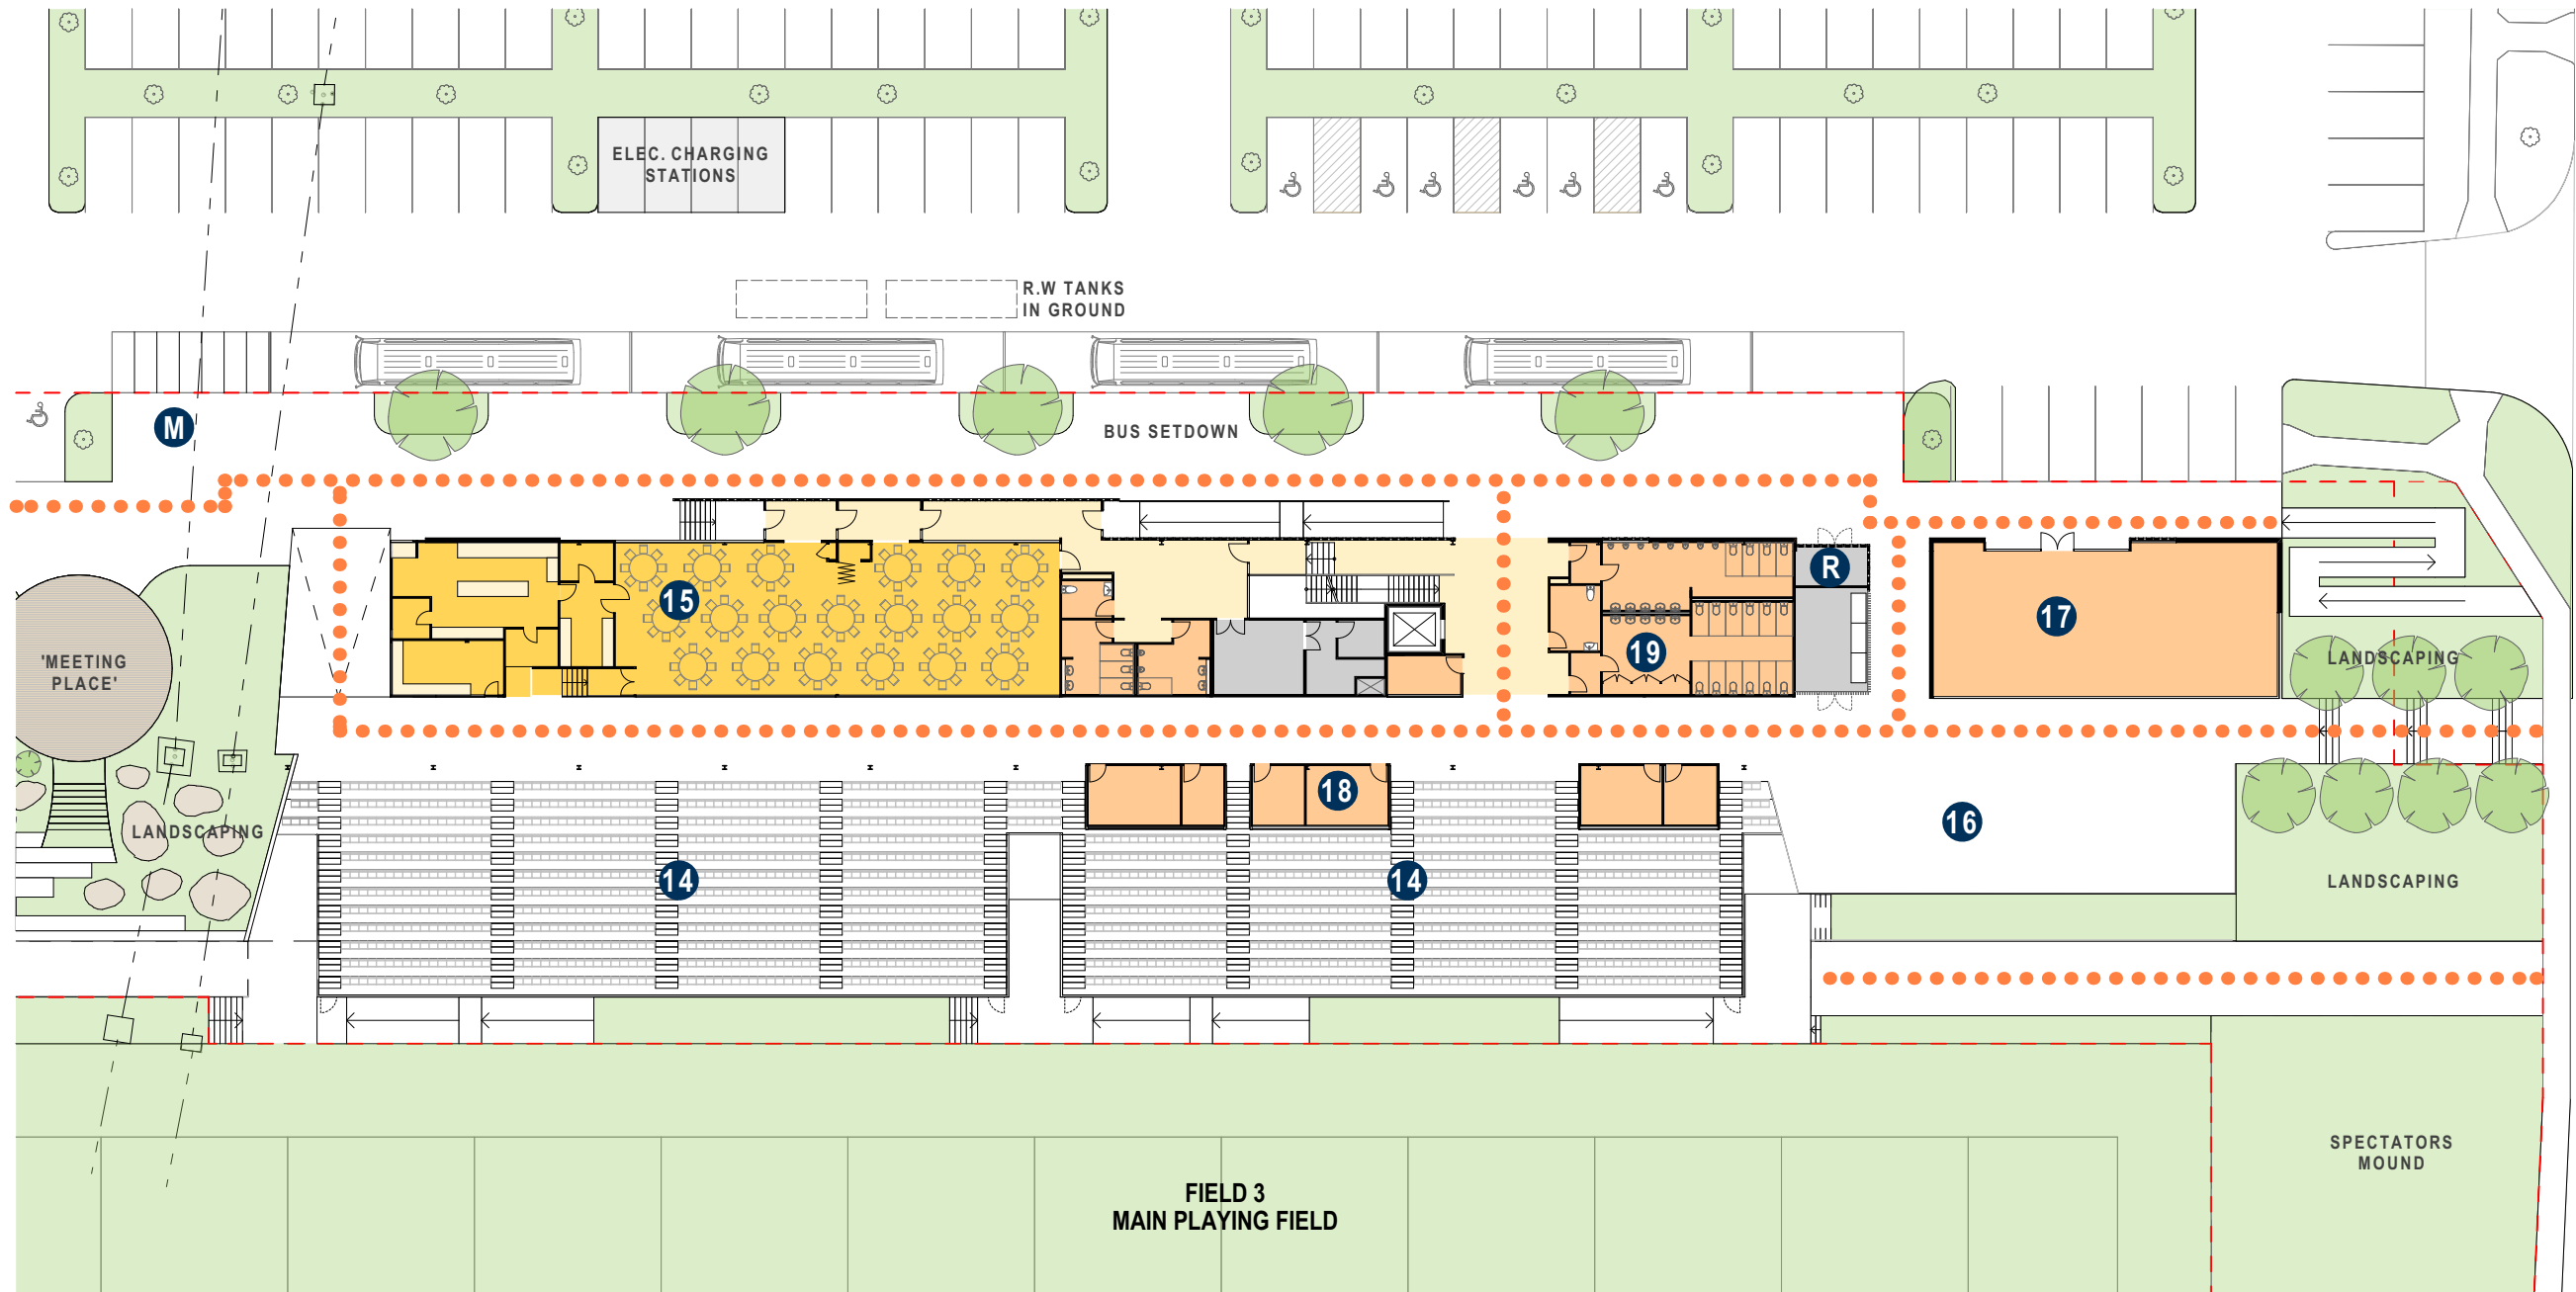 ELEC. CHARGING
STATIONS
R.W TANKS
IN GROUND
M
BUS SETDOWN
15
R
17
19
'MEETING
PLACE'
LANDSCAPING
18
16
LANDSCAPING
14
14
LANDSCAPING
SPECTATORS
MOUND
FIELD 3
MAIN PLAYING FIELD